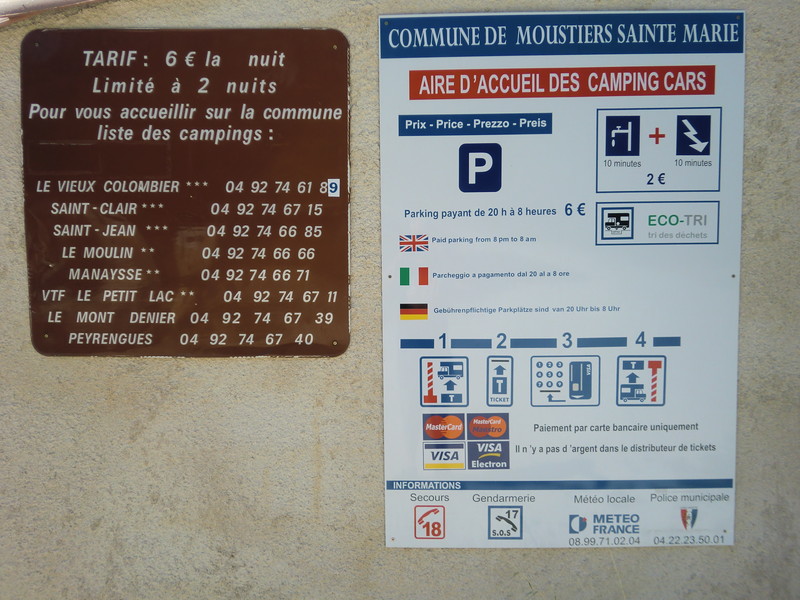 TARIF : 6 € la nuit
Limité à 2 nuits
Pour vous accueillir sur la commune
liste des campings :
LE VIEUX COLOMBIER *** 04 92 74 61 89
SAINT-CLAIR *** 04 92 74 67 15
SAINT-JEAN *** 04 92 74 66 85
LE MOULIN ** 04 92 74 66 66
MANAYSSE ** 04 92 74 66 71
VTF LE PETIT LAC ** 04 92 74 67 11
LE MONT DENIER 04 92 74 67 39
PEYRENGUES 04 92 74 67 40
COMMUNE DE MOUSTIERS SAINTE MARIE
AIRE D'ACCUEIL DES CAMPING CARS
Prix - Price - Prezzo - Preis
P
10 minutes + 10 minutes
2 €
Parking payant de 20 h à 8 heures 6 €
ECO-TRI
tri des déchets
Paid parking from 8 pm to 8 am
Parcheggio a pagamento dal 20 al a 8 ore
Gebührenpflichtige Parkplätze sind van 20 Uhr bis 8 Uhr
1 2 3 4
T
T
TICKET
VISA
T
MasterCard MasterCard Maestro
VISA VISA Electron
Paiement par carte bancaire uniquement
Il n 'y a pas d 'argent dans le distributeur de tickets
INFORMATIONS
Secours Gendarmerie Météo locale Police municipale
18
17
S.O.S
METEO FRANCE
08.99.71.02.04 04.22.23.50.01